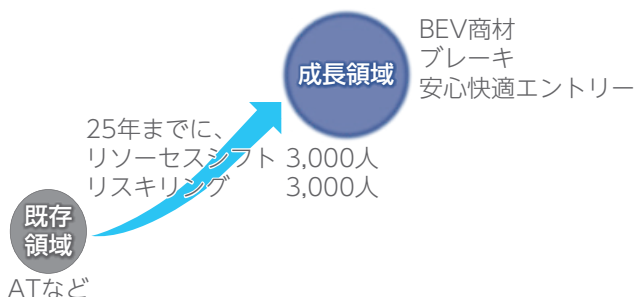 成長領域
BEV商材
ブレーキ
安心快適エントリー
25年までに、
リソーセスシフト 3,000人
リスキリング 3,000人
既存
領域
ATなど